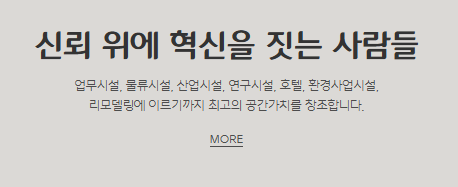 신뢰 위에 혁신을 짓는 사람들
업무시설, 물류시설, 산업시설, 연구시설, 호텔, 환경사업시설,
리모델링에 이르기까지 최고의 공간가치를 창조합니다.
MORE